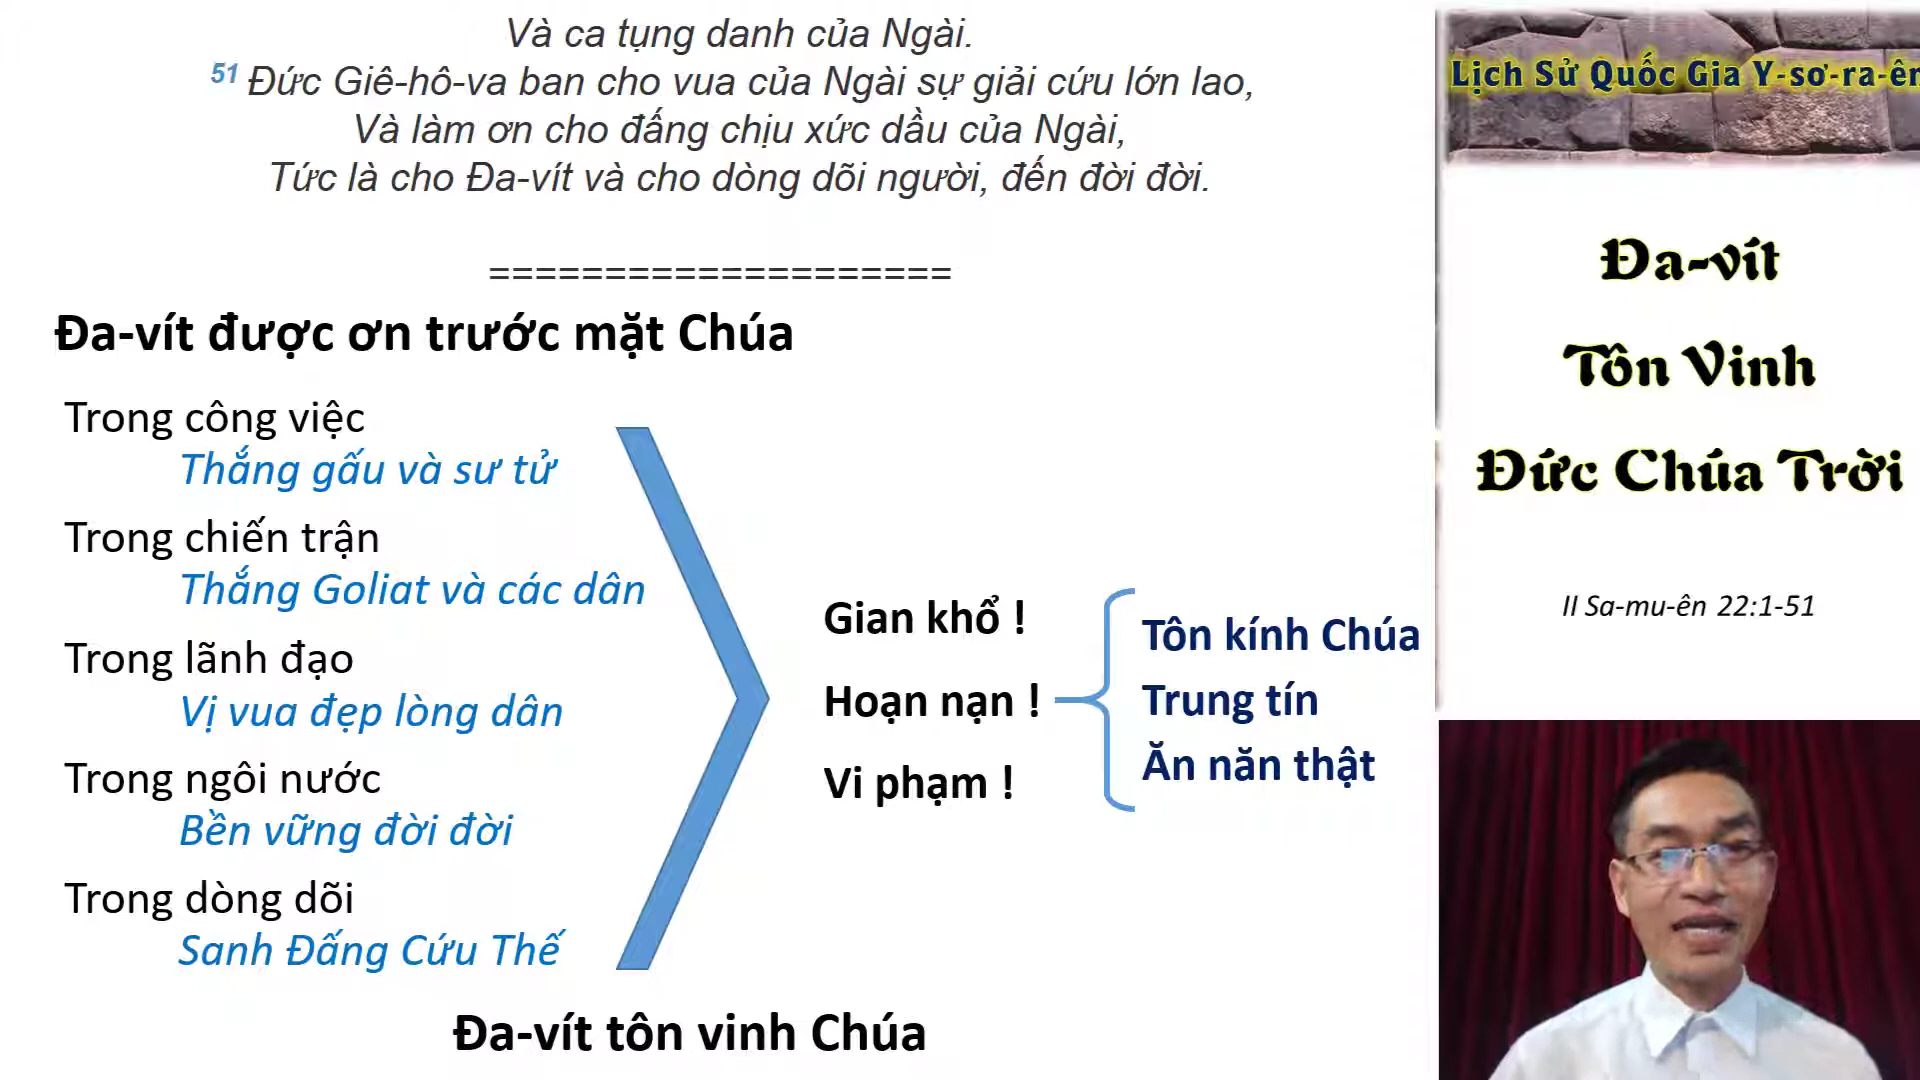 Và ca tụng danh của Ngài.
51 Đức Giê-hô-va ban cho vua của Ngài sự giải cứu lớn lao,
Và làm ơn cho đấng chịu xức dầu của Ngài,
Tức là cho Đa-vít và cho dòng dõi người, đến đời đời.
====================
Đa-vít được ơn trước mặt Chúa
Trong công việc
Thắng gấu và sư tử
Trong chiến trận
Thắng Goliat và các dân
Trong lãnh đạo
Vị vua đẹp lòng dân
Trong ngôi nước
Bền vững đời đời
Trong dòng dõi
Sanh Đấng Cứu Thế
Gian khổ !
Hoạn nạn !
Vi phạm !
Tôn kính Chúa
Trung tín
Ăn năn thật
Đa-vít tôn vinh Chúa
Lịch Sử Quốc Gia Y-sơ-ra-ên
Đa-vít
Tôn Vinh
Đức Chúa Trời
II Sa-mu-ên 22:1-51